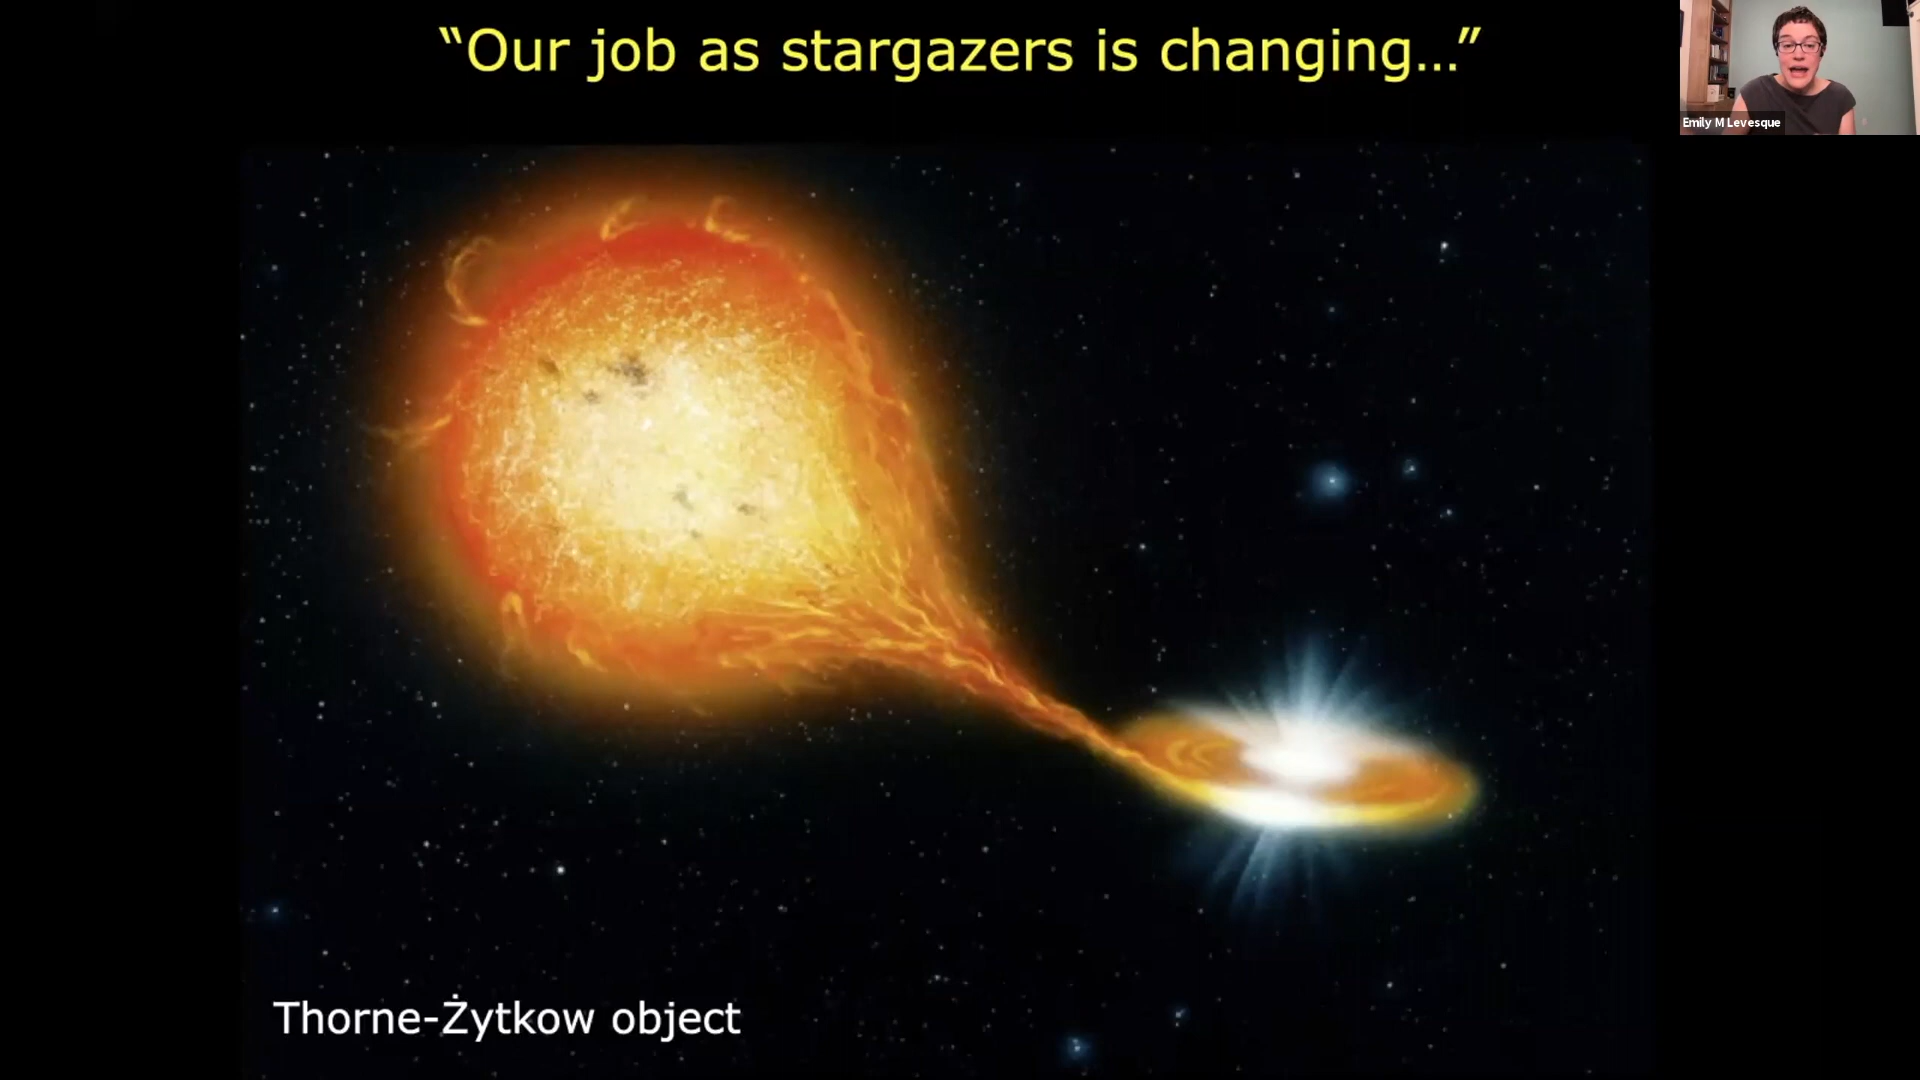 “Our job as stargazers is changing...”
Emily M Levesque
Thorne-Żytkow object